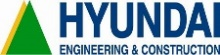 HYUNDAI
ENGINEERING & CONSTRUCTION